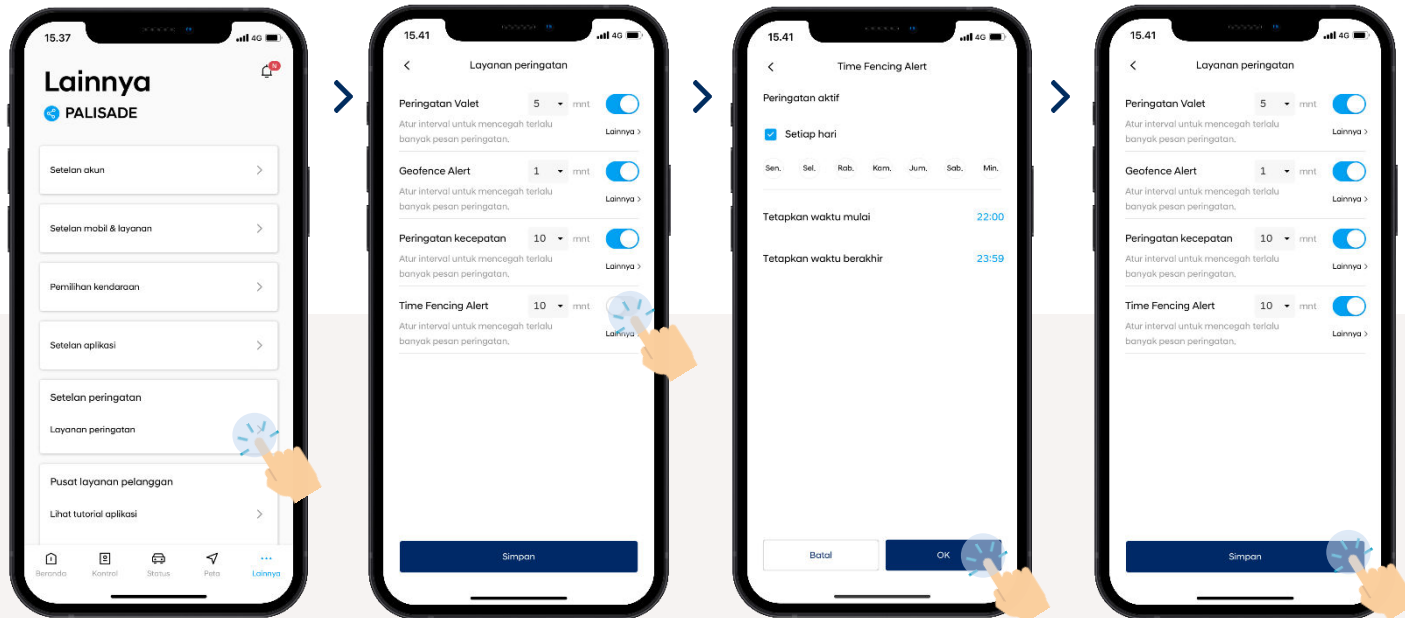 15.37
4G
Lainnya
N
PALISADE
Setelan akun
Setelan mobil & layanan
Pemilihan kendaraan
Setelan aplikasi
Setelan peringatan
Layanan peringatan
Pusat layanan pelanggan
Lihat tutorial aplikasi
Beranda Kontrol Status Peta Lainnya
15.41
4G
Layanan peringatan
Peringatan Valet 5 mnt
Atur interval untuk mencegah terlalu
banyak pesan peringatan.
Lainnya >
Geofence Alert 1 mnt
Atur interval untuk mencegah terlalu
banyak pesan peringatan.
Lainnya >
Peringatan kecepatan 10 mnt
Atur interval untuk mencegah terlalu
banyak pesan peringatan.
Lainnya >
Time Fencing Alert 10 mnt
Atur interval untuk mencegah terlalu
banyak pesan peringatan.
Lainnya
Simpan
15.41
4G
Time Fencing Alert
Peringatan aktif
Setiap hari
Sen. Sel. Rab. Kam. Jum. Sab. Min.
Tetapkan waktu mulai 22:00
Tetapkan waktu berakhir 23:59
Batal OK
15.41
4G
Layanan peringatan
Peringatan Valet 5 mnt
Atur interval untuk mencegah terlalu
banyak pesan peringatan.
Lainnya >
Geofence Alert 1 mnt
Atur interval untuk mencegah terlalu
banyak pesan peringatan.
Lainnya >
Peringatan kecepatan 10 mnt
Atur interval untuk mencegah terlalu
banyak pesan peringatan.
Lainnya >
Time Fencing Alert 10 mnt
Atur interval untuk mencegah terlalu
banyak pesan peringatan.
Lainnya >
Simpan